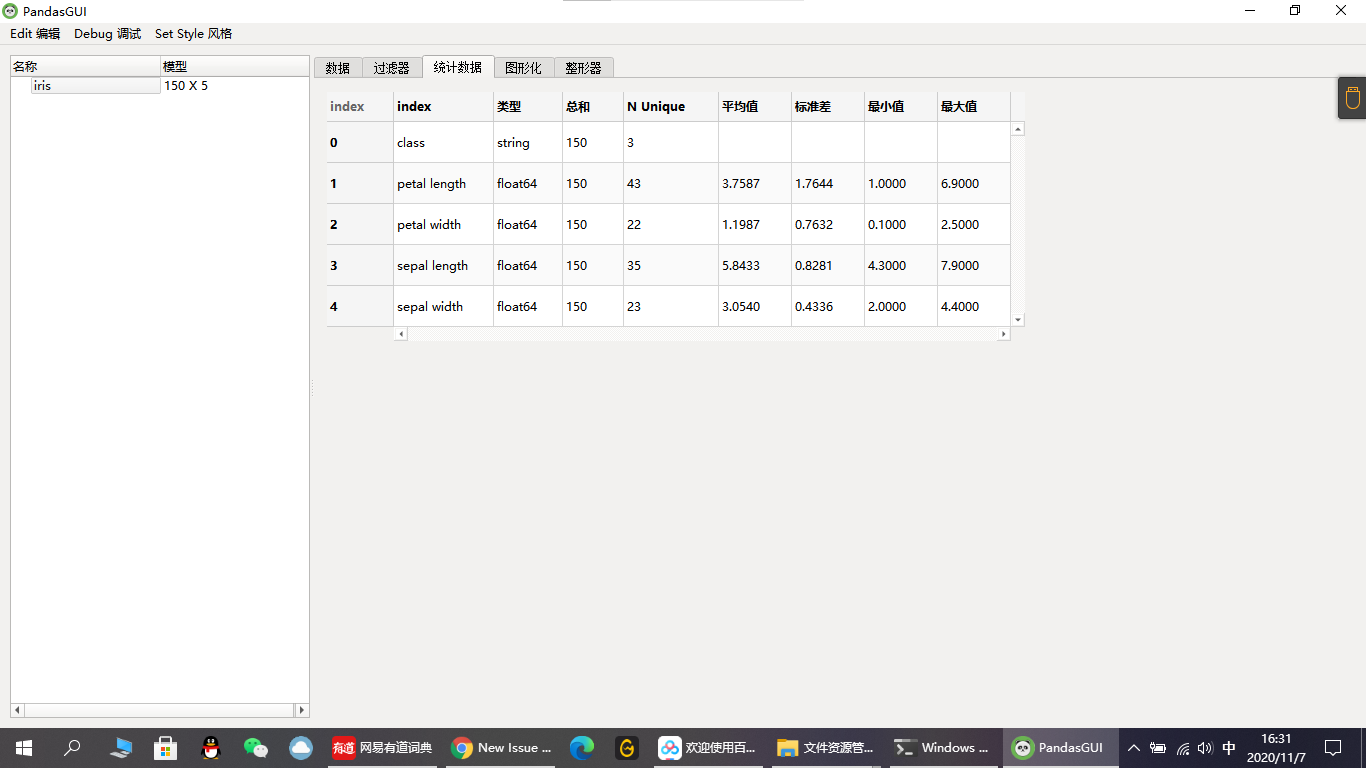 PandasGUI
Edit 编辑 Debug 调试 Set Style 风格
名称 模型
iris 150 X 5
数据 过滤器 统计数据 图形化 整形器
index index 类型 总和 N Unique 平均值 标准差 最小值 最大值
0 class string 150 3
1 petal length float64 150 43 3.7587 1.7644 1.0000 6.9000
2 petal width float64 150 22 1.1987 0.7632 0.1000 2.5000
3 sepal length float64 150 35 5.8433 0.8281 4.3000 7.9000
4 sepal width float64 150 23 3.0540 0.4336 2.0000 4.4000
有道 网易有道词典 New Issue ... 欢迎使用百... 文件资源管... Windows ... PandasGUI 中 16:31
2020/11/7